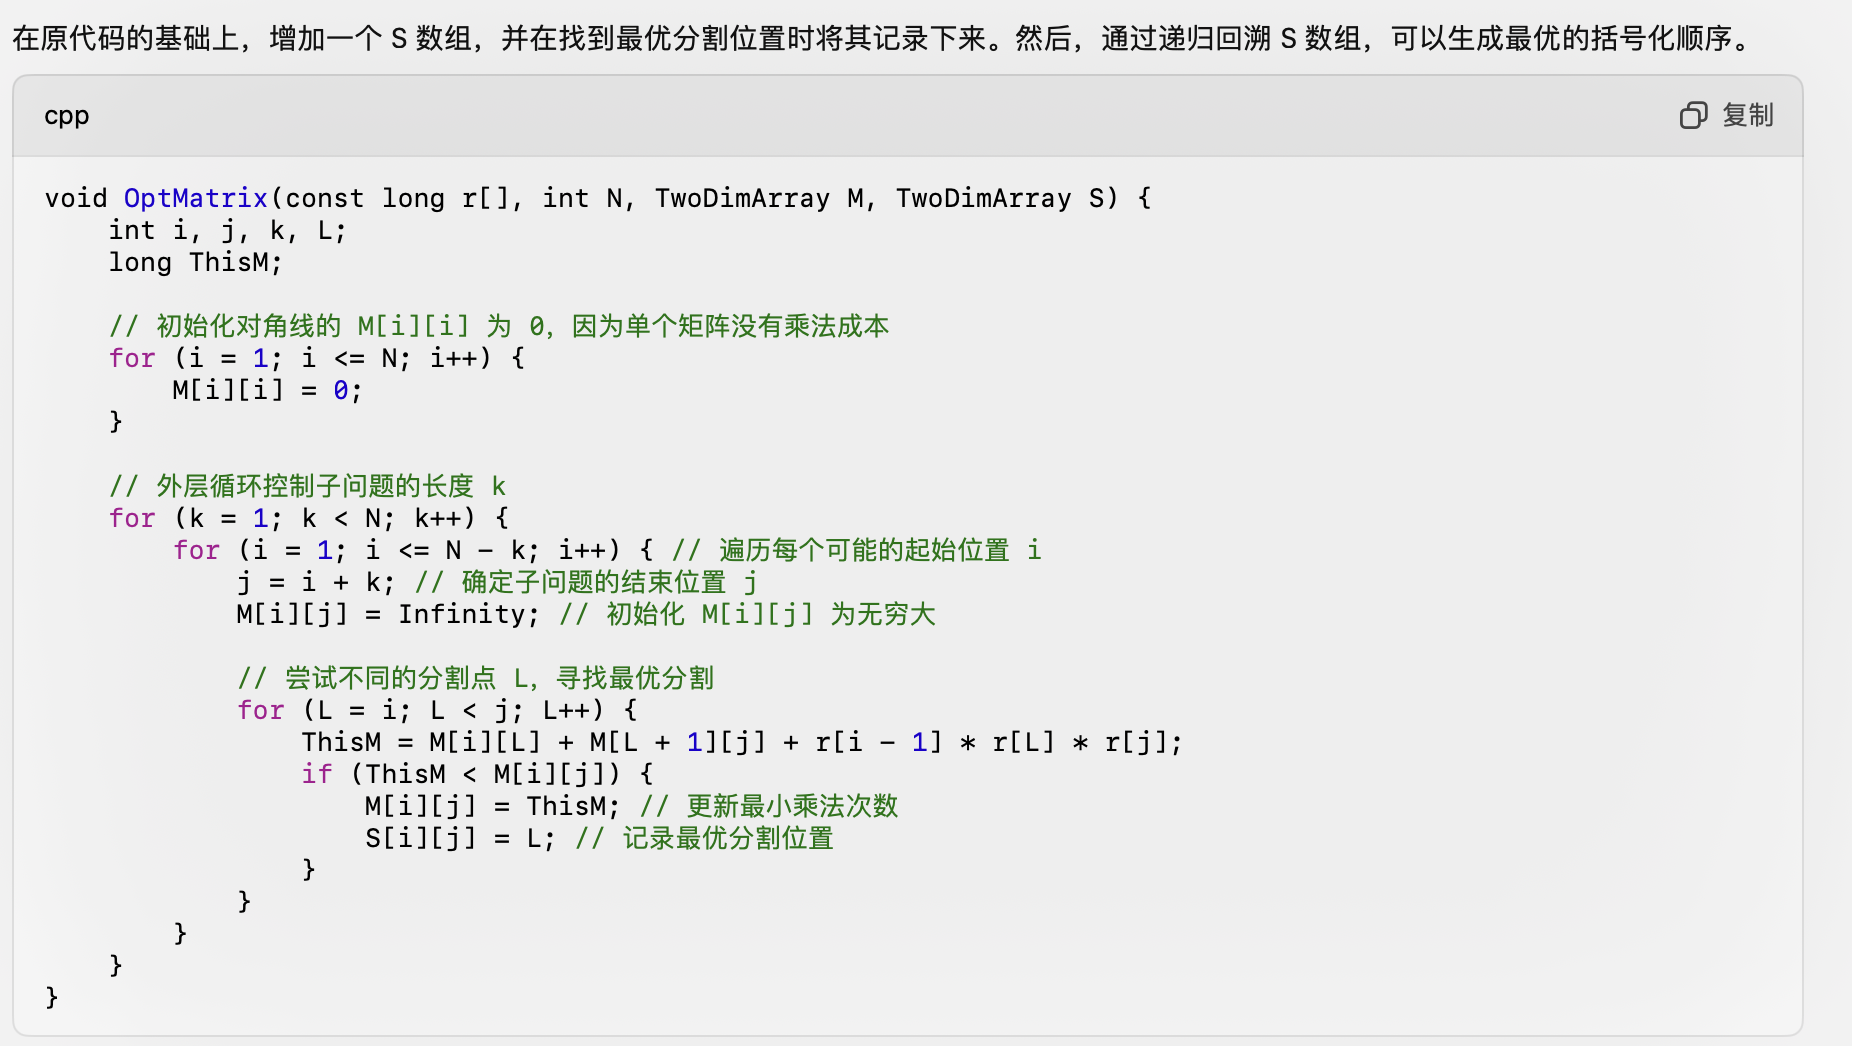 在原代码的基础上，增加一个 S 数组，并在找到最优分割位置时将其记录下来。然后，通过递归回溯 S 数组，可以生成最优的括号化顺序。
cpp
复制
void OptMatrix(const long r[], int N, TwoDimArray M, TwoDimArray S) {
    int i, j, k, L;
    long ThisM;

    // 初始化对角线的 M[i][i] 为 0，因为单个矩阵没有乘法成本
    for (i = 1; i <= N; i++) {
        M[i][i] = 0;
    }

    // 外层循环控制子问题的长度 k
    for (k = 1; k < N; k++) {
        for (i = 1; i <= N - k; i++) { // 遍历每个可能的起始位置 i
            j = i + k; // 确定子问题的结束位置 j
            M[i][j] = Infinity; // 初始化 M[i][j] 为无穷大

            // 尝试不同的分割点 L，寻找最优分割
            for (L = i; L < j; L++) {
                ThisM = M[i][L] + M[L + 1][j] + r[i - 1] * r[L] * r[j];
                if (ThisM < M[i][j]) {
                    M[i][j] = ThisM; // 更新最小乘法次数
                    S[i][j] = L; // 记录最优分割位置
                }
            }
        }
    }
}